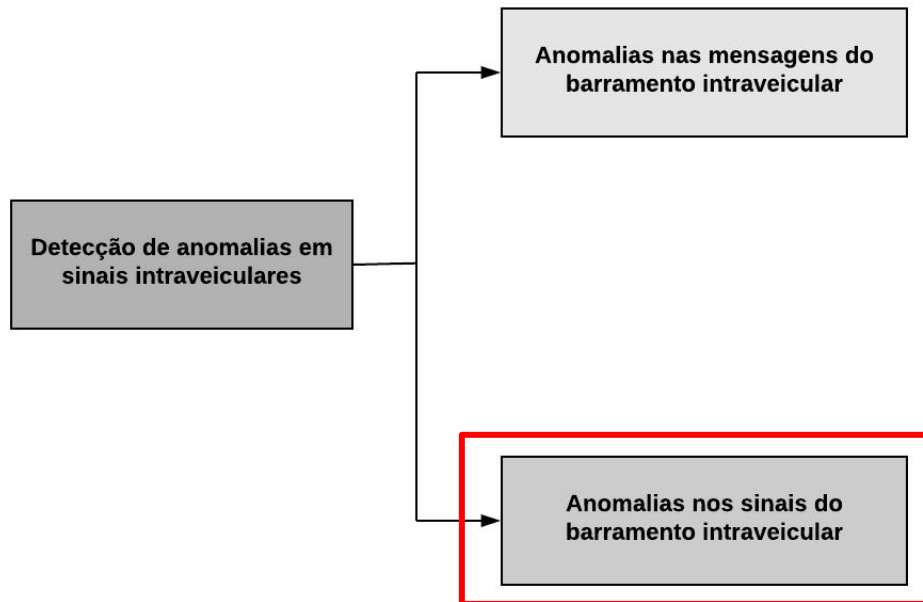 Anomalias nas mensagens do
barramento intraveicular
Detecção de anomalias em
sinais intraveiculares
Anomalias nos sinais do
barramento intraveicular